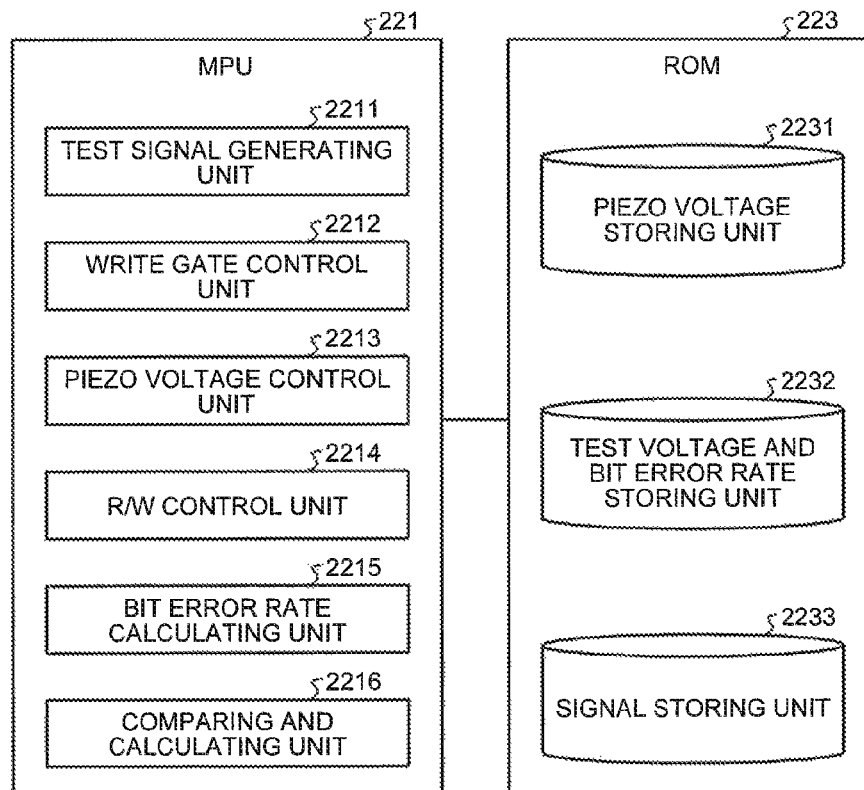 221
MPU
2211
TEST SIGNAL GENERATING
UNIT
2212
WRITE GATE CONTROL
UNIT
2213
PIEZO VOLTAGE CONTROL
UNIT
2214
R/W CONTROL UNIT
2215
BIT ERROR RATE
CALCULATING UNIT
2216
COMPARING AND
CALCULATING UNIT
223
ROM
2231
PIEZO VOLTAGE
STORING UNIT
2232
TEST VOLTAGE AND
BIT ERROR RATE
STORING UNIT
2233
SIGNAL STORING UNIT